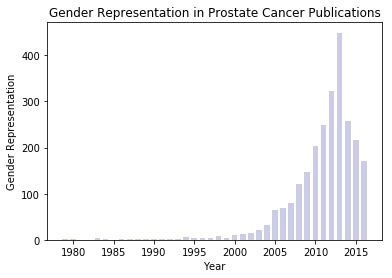 Gender Representation in Prostate Cancer Publications
400
300
200
100
0
Gender Representation
1980 1985 1990 1995 2000 2005 2010 2015
Year